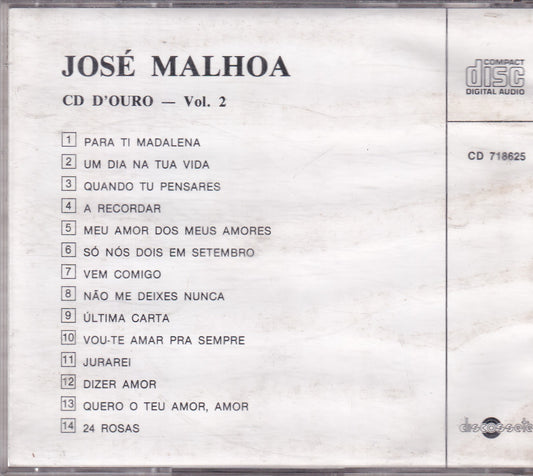 JOSÉ MALHOA
CD D'OURO — Vol. 2
1 PARA TI MADALENA
2 UM DIA NA TUA VIDA
3 QUANDO TU PENSARES
4 A RECORDAR
5 MEU AMOR DOS MEUS AMORES
6 SÓ NÓS DOIS EM SETEMBRO
7 VEM COMIGO
8 NÃO ME DEIXES NUNCA
9 ÚLTIMA CARTA
10 VOU-TE AMAR PRA SEMPRE
11 JURAREI
12 DIZER AMOR
13 QUERO O TEU AMOR, AMOR
14 24 ROSAS
COMPACT
disc
DIGITAL AUDIO
CD 718625
discossete